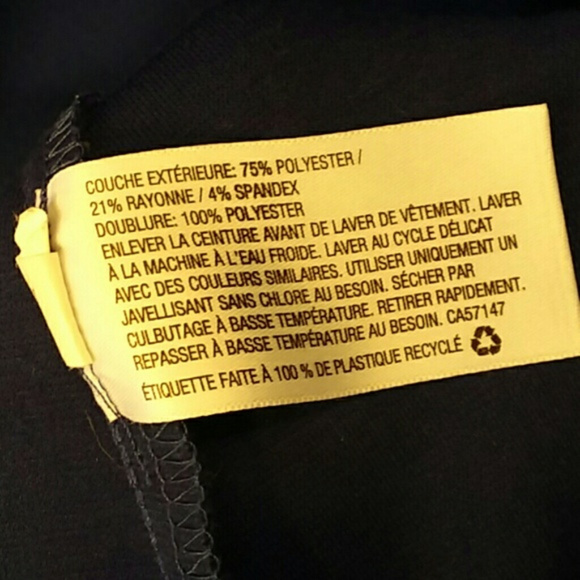 COUCHE EXTÉRIEURE: 75% POLYESTER /
21% RAYONNE / 4% SPANDEX
DOUBLURE: 100% POLYESTER
ENLEVER LA CEINTURE AVANT DE LAVER DE VÊTEMENT. LAVER
À LA MACHINE À L'EAU FROIDE. LAVER AU CYCLE DÉLICAT
AVEC DES COULEURS SIMILAIRES. UTILISER UNIQUEMENT UN
JAVELLISANT SANS CHLORE AU BESOIN. SÉCHER PAR
CULBUTAGE À BASSE TEMPÉRATURE. RETIRER RAPIDEMENT.
REPASSER À BASSE TEMPÉRATURE AU BESOIN. CA57147
ÉTIQUETTE FAITE À 100 % DE PLASTIQUE RECYCLÉ